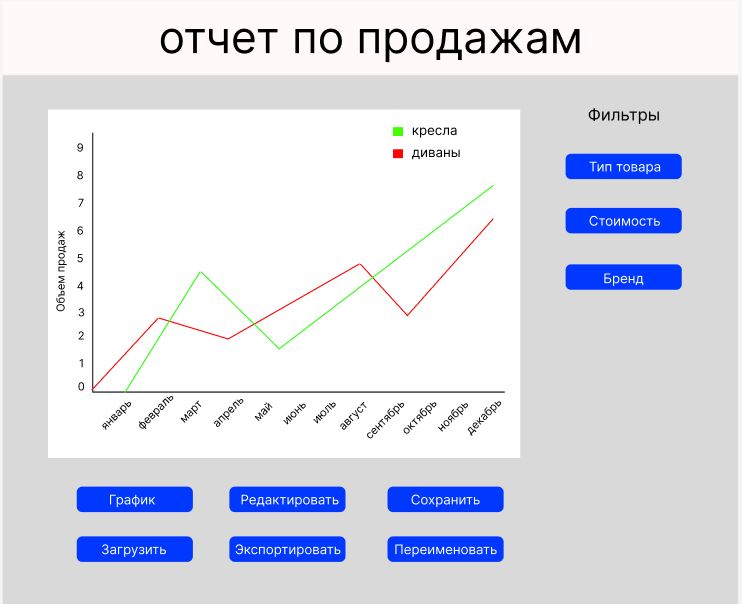 отчет по продажам
Фильтры
кресла
диваны
Тип товара
Стоимость
Бренд
Объем продаж
9
8
7
6
5
4
3
2
1
0
январь
февраль
март
апрель
май
июнь
июль
август
сентябрь
октябрь
ноябрь
декабрь
График
Редактировать
Сохранить
Загрузить
Экспортировать
Переименовать